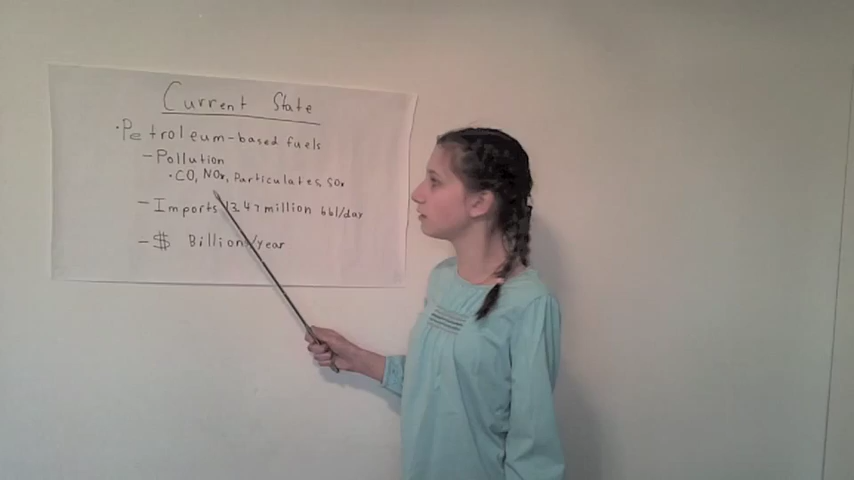 Current State
·Petroleum-based fuels
-Pollution
·CO, NOx, Particulates, SOx
-Imports 13.47 million bbl/day
-$ Billion/year